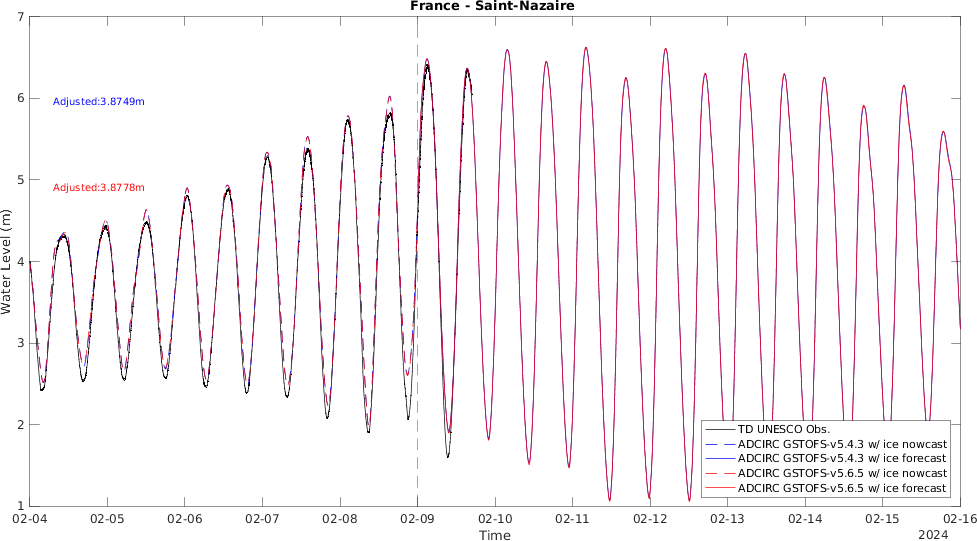 France - Saint-Nazaire
7
6
5
4
3
2
1
Water Level (m)
Adjusted:3.8749m
Adjusted:3.8778m
TD UNESCO Obs.
ADCIRC GSTOFS-v5.4.3 w/ ice nowcast
ADCIRC GSTOFS-v5.4.3 w/ ice forecast
ADCIRC GSTOFS-v5.6.5 w/ ice nowcast
ADCIRC GSTOFS-v5.6.5 w/ ice forecast
02-04 02-05 02-06 02-07 02-08 02-09 02-10 02-11 02-12 02-13 02-14 02-15 02-16
Time
2024